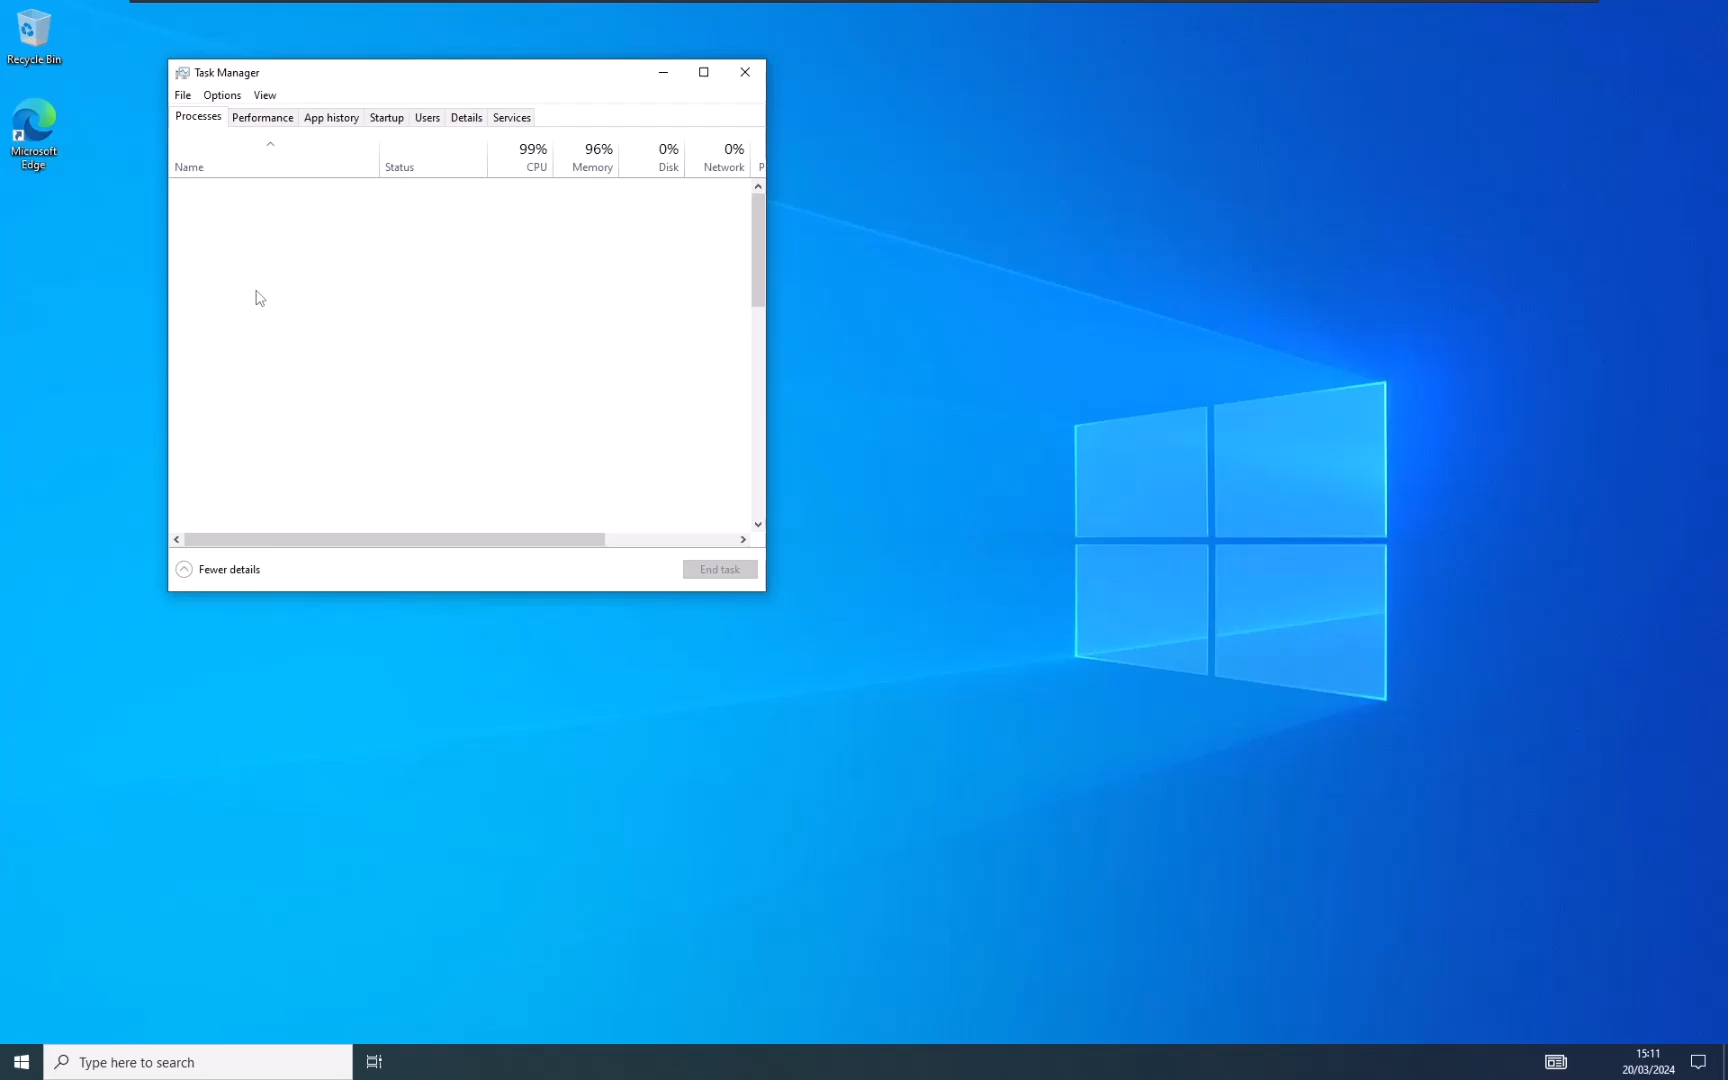 Recycle Bin
Microsoft
Edge
Task Manager
File Options View
Processes Performance App history Startup Users Details Services
99% 96% 0% 0%
Name Status CPU Memory Disk Network P
Fewer details
End task
Type here to search
15:11
20/03/2024